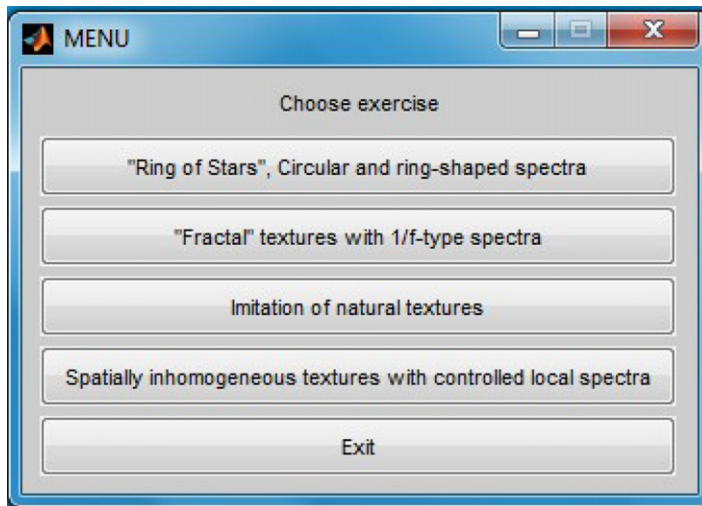 MENU
Choose exercise
"Ring of Stars", Circular and ring-shaped spectra
"Fractal" textures with 1/f-type spectra
Imitation of natural textures
Spatially inhomogeneous textures with controlled local spectra
Exit